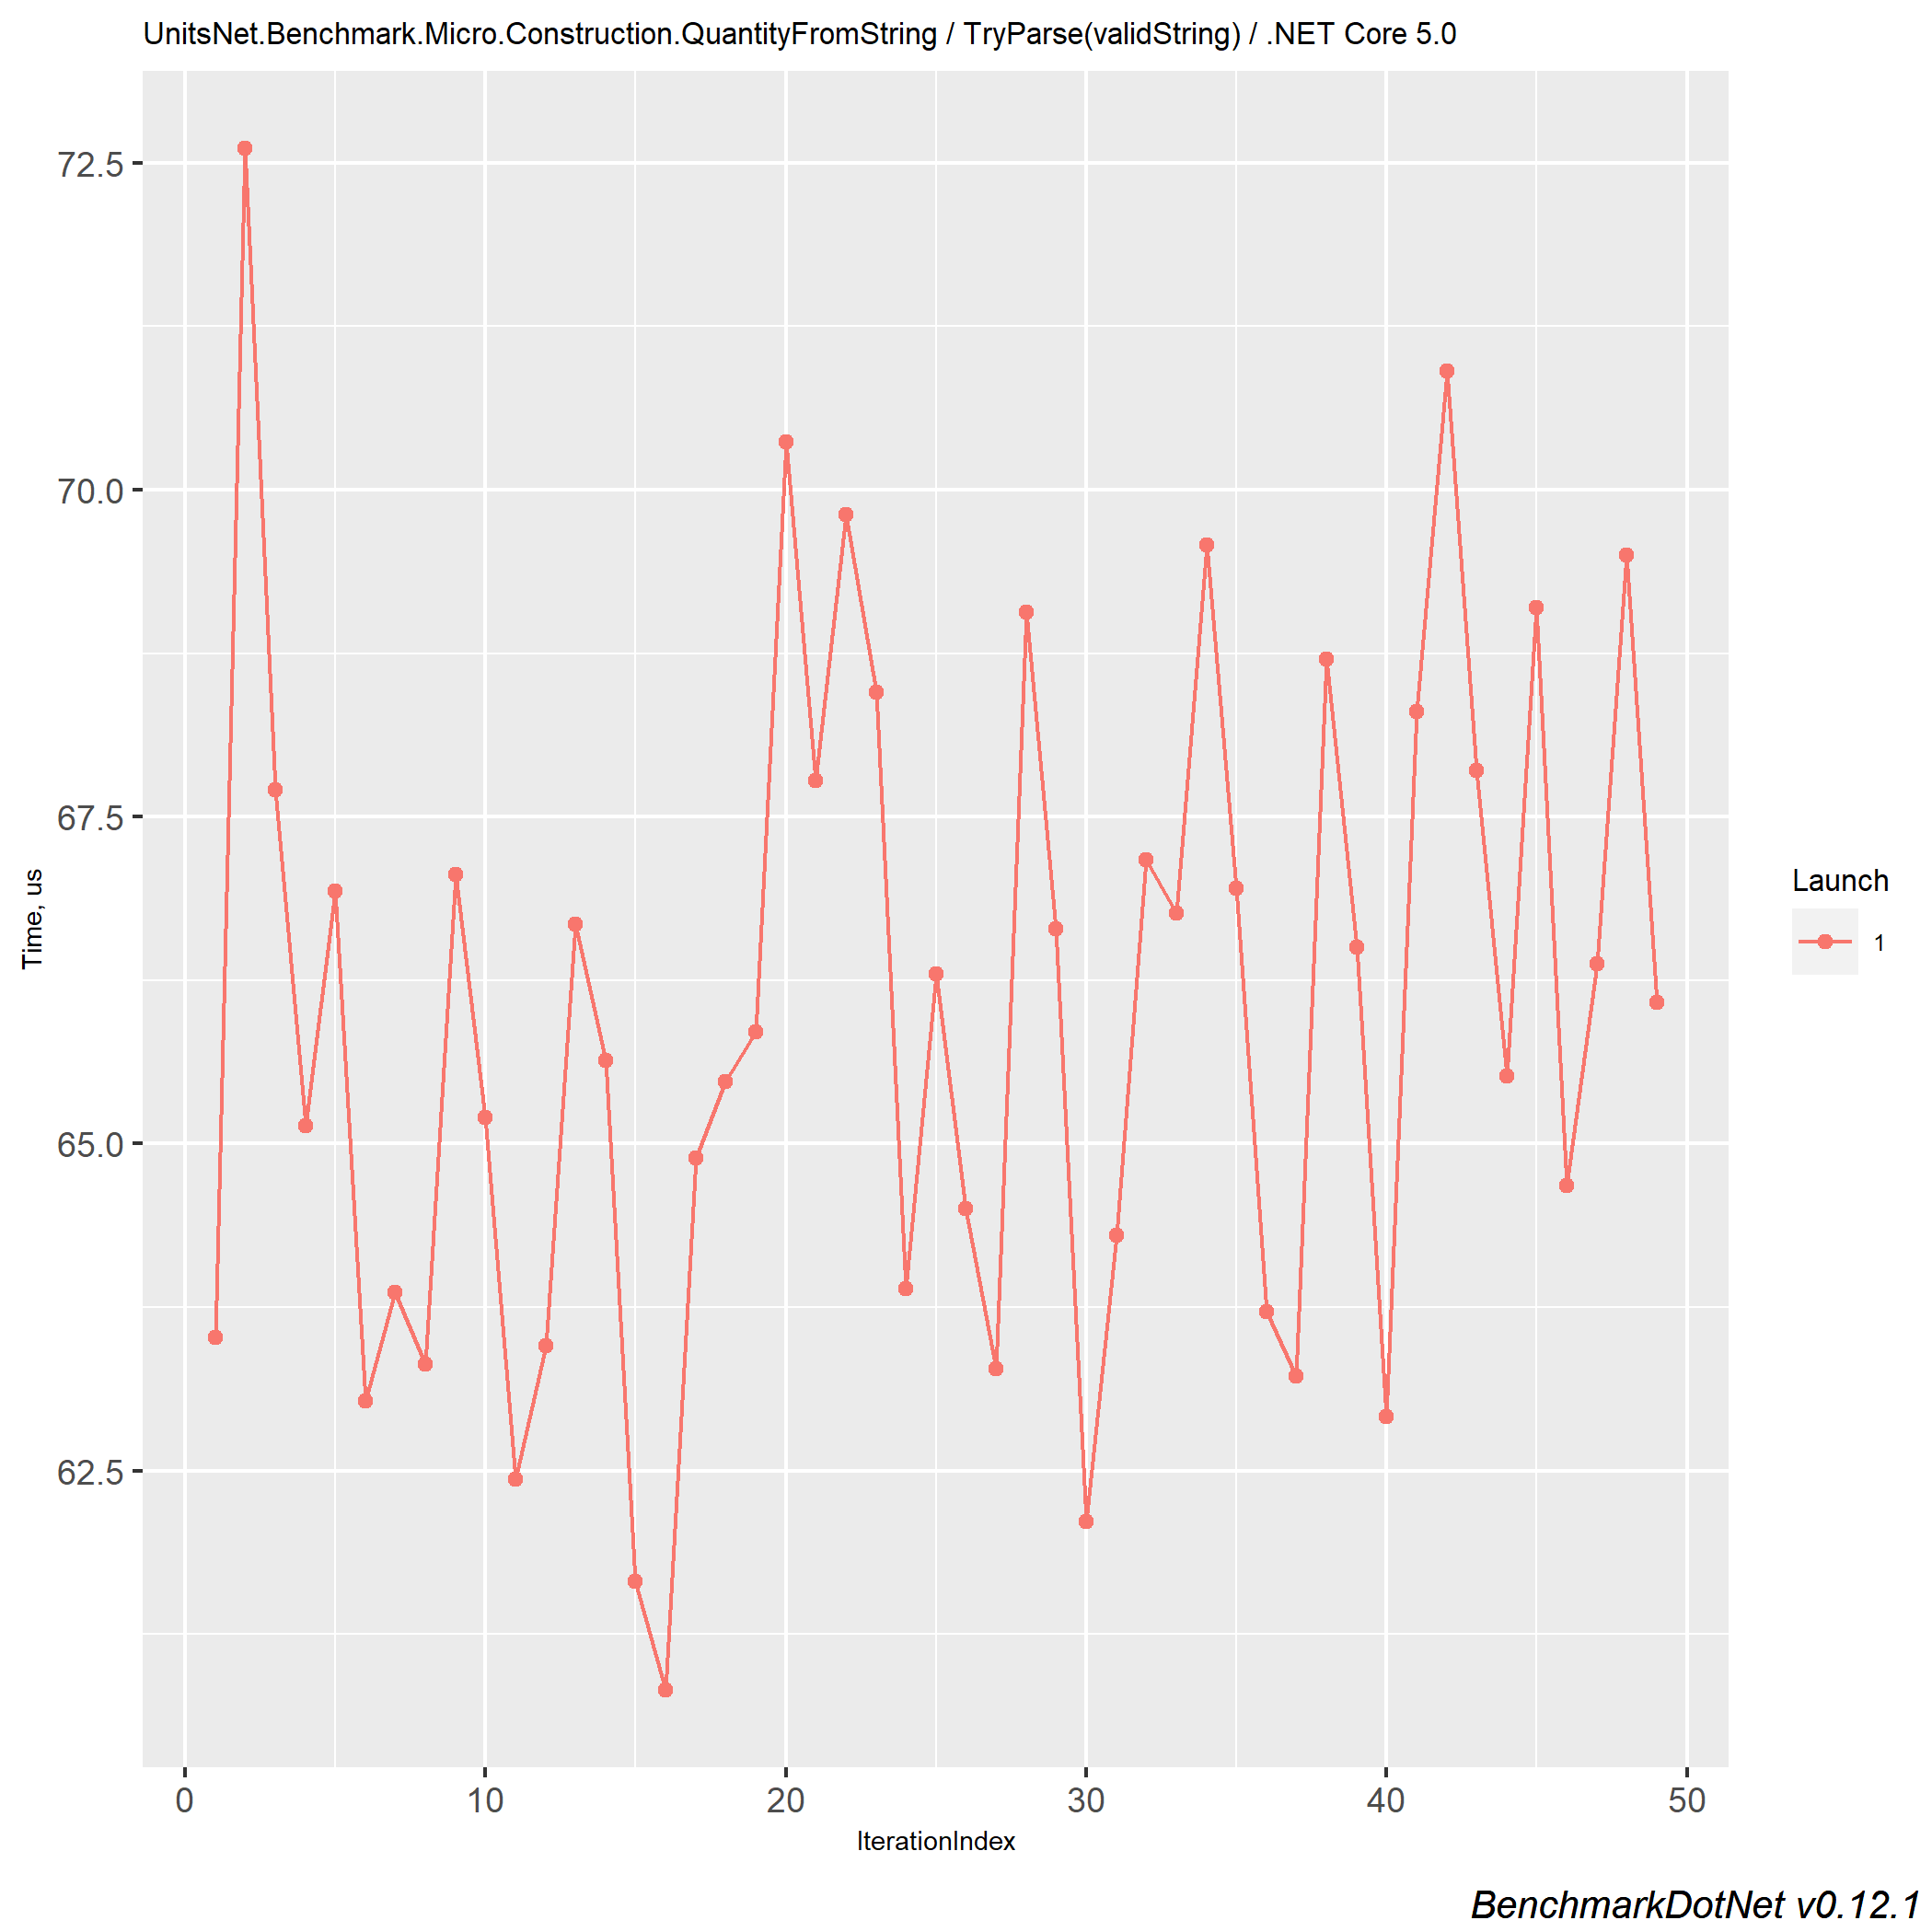 UnitsNet.Benchmark.Micro.Construction.QuantityFromString / TryParse(validString) / .NET Core 5.0
72.5
70.0
67.5
65.0
62.5
Time, us
0 10 20 30 40 50
IterationIndex
Launch
1
BenchmarkDotNet v0.12.1